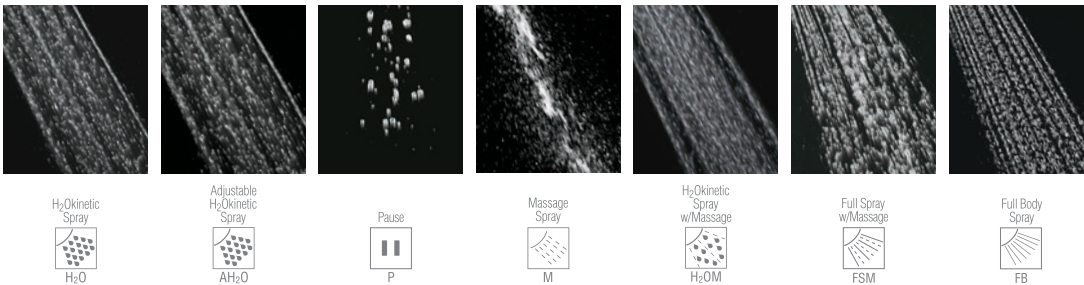 H₂Okinetic
Spray
H₂O
Adjustable
H₂Okinetic
Spray
AH₂O
Pause
P
Massage
Spray
M
H₂Okinetic
Spray
w/Massage
H₂OM
Full Spray
w/Massage
FSM
Full Body
Spray
FB